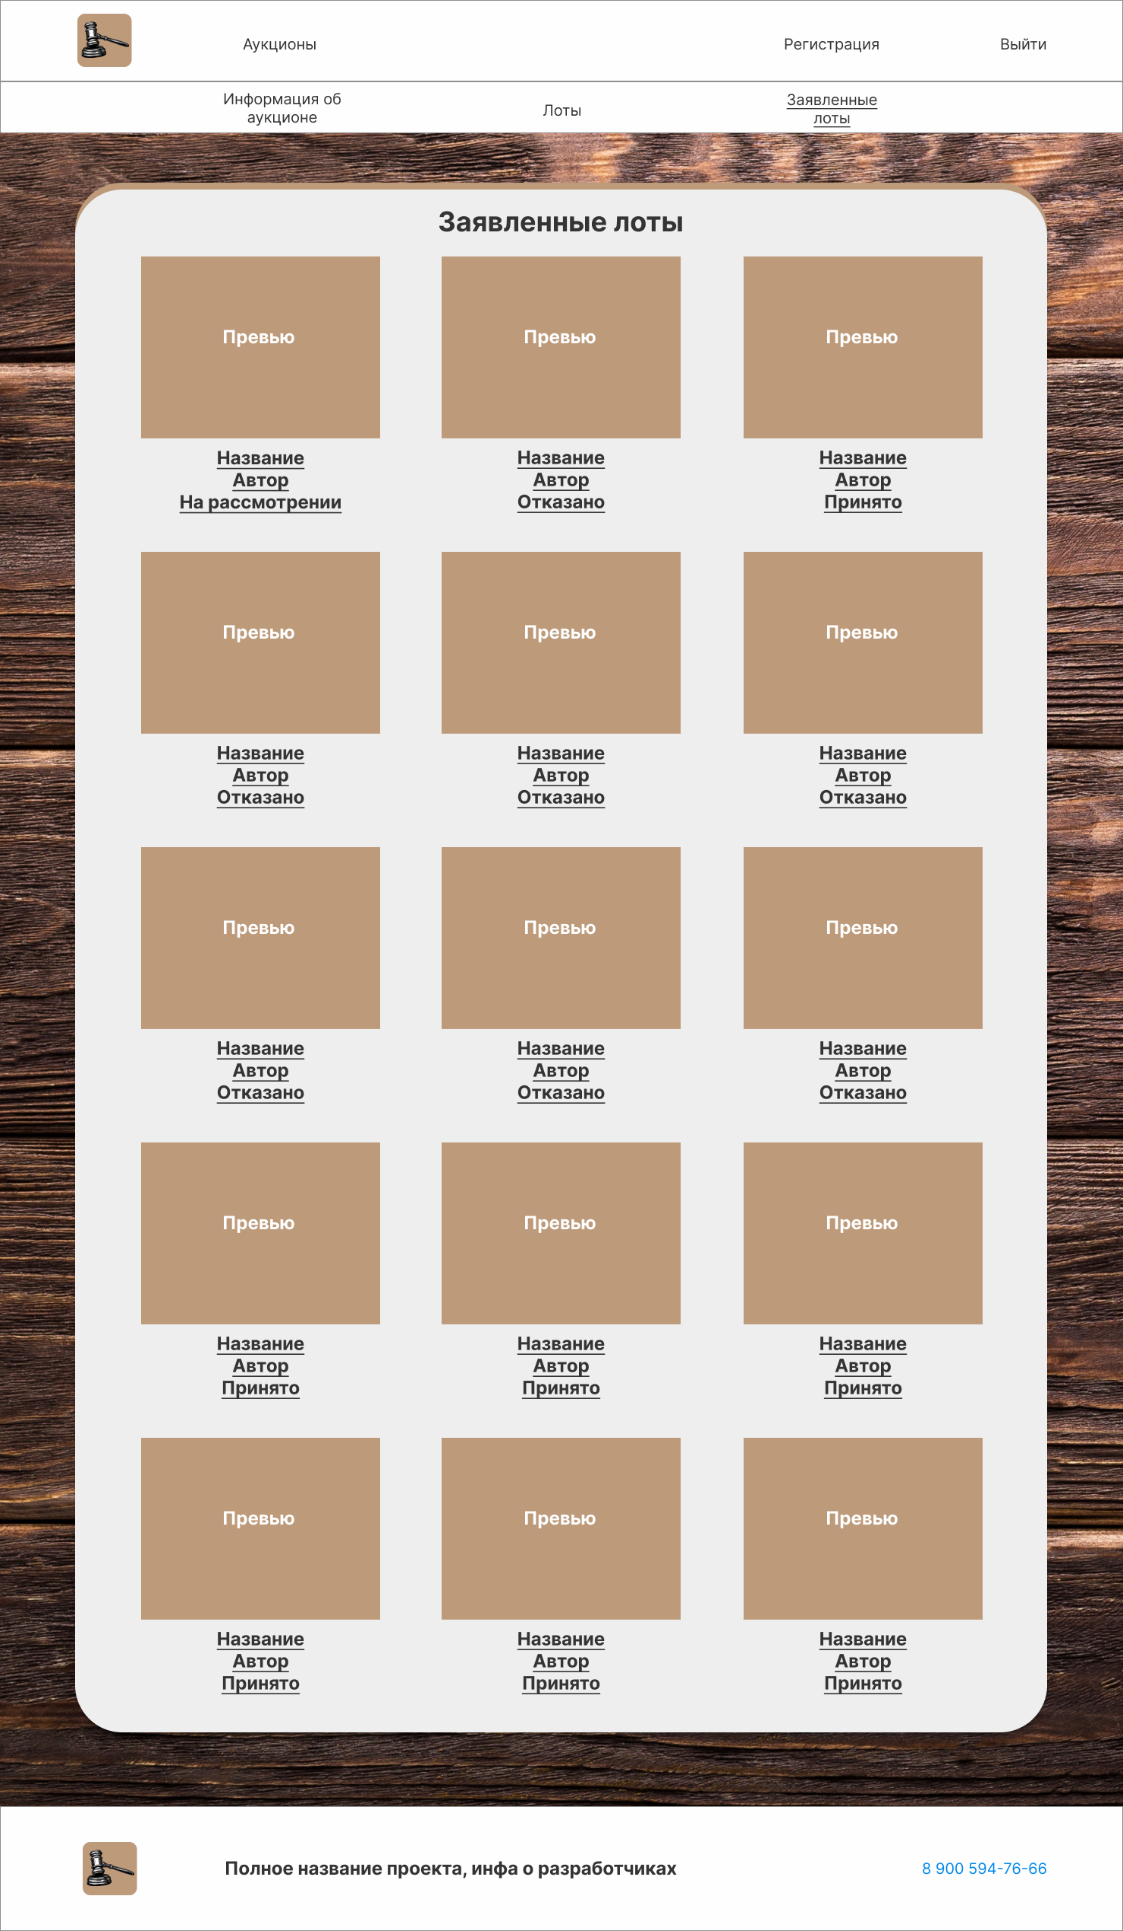 Аукционы
Регистрация
Выйти
Информация об
аукционе
Лоты
Заявленные
лоты
Заявленные лоты
Превью
Превью
Превью
Название
Автор
На рассмотрении
Название
Автор
Отказано
Название
Автор
Принято
Превью
Превью
Превью
Название
Автор
Отказано
Название
Автор
Отказано
Название
Автор
Отказано
Превью
Превью
Превью
Название
Автор
Отказано
Название
Автор
Отказано
Название
Автор
Отказано
Превью
Превью
Превью
Название
Автор
Принято
Название
Автор
Принято
Название
Автор
Принято
Превью
Превью
Превью
Название
Автор
Принято
Название
Автор
Принято
Название
Автор
Принято
Полное название проекта, инфа о разработчиках
8 900 594-76-66